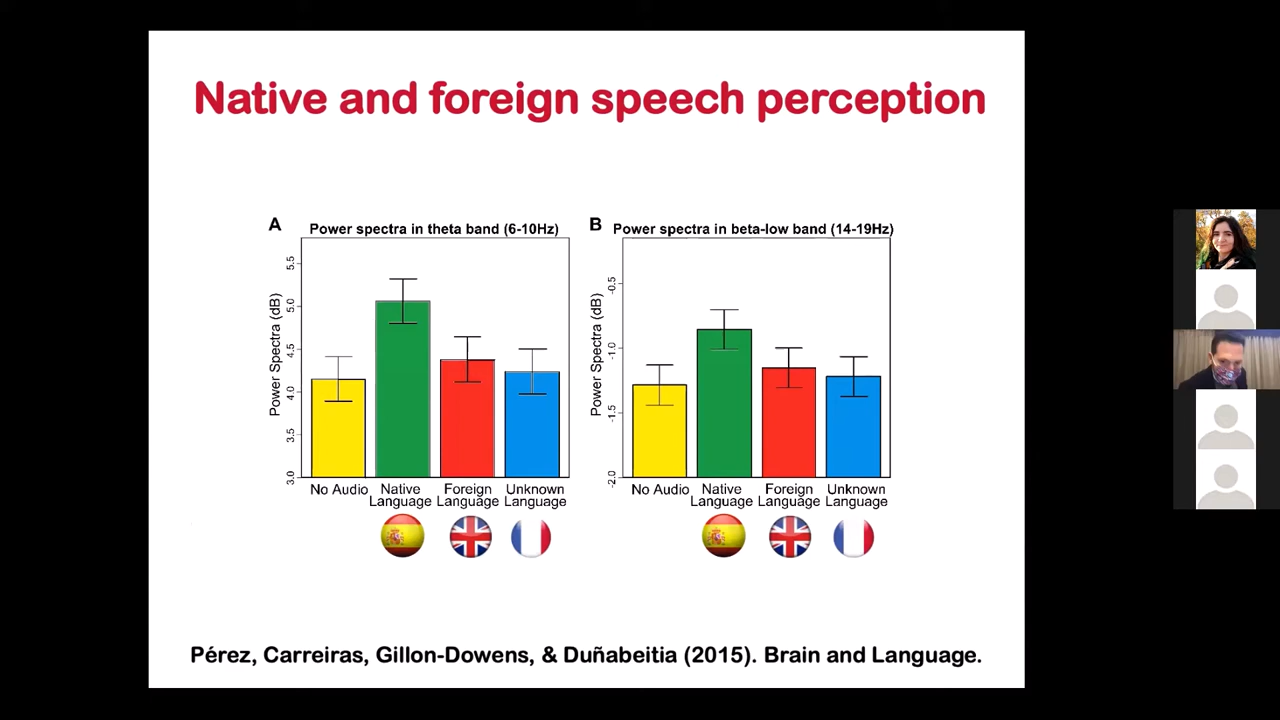 Native and foreign speech perception
A
Power spectra in theta band (6-10Hz)
Power Spectra (dB)
5.5
5.0
4.5
4.0
3.5
3.0
No Audio
Native Language
Foreign Language
Unknown Language
B
Power spectra in beta-low band (14-19Hz)
Power Spectra (dB)
-0.5
-1.0
-1.5
-2.0
No Audio
Native Language
Foreign Language
Unknown Language
Pérez, Carreiras, Gillon-Dowens, & Duñabeitia (2015). Brain and Language.